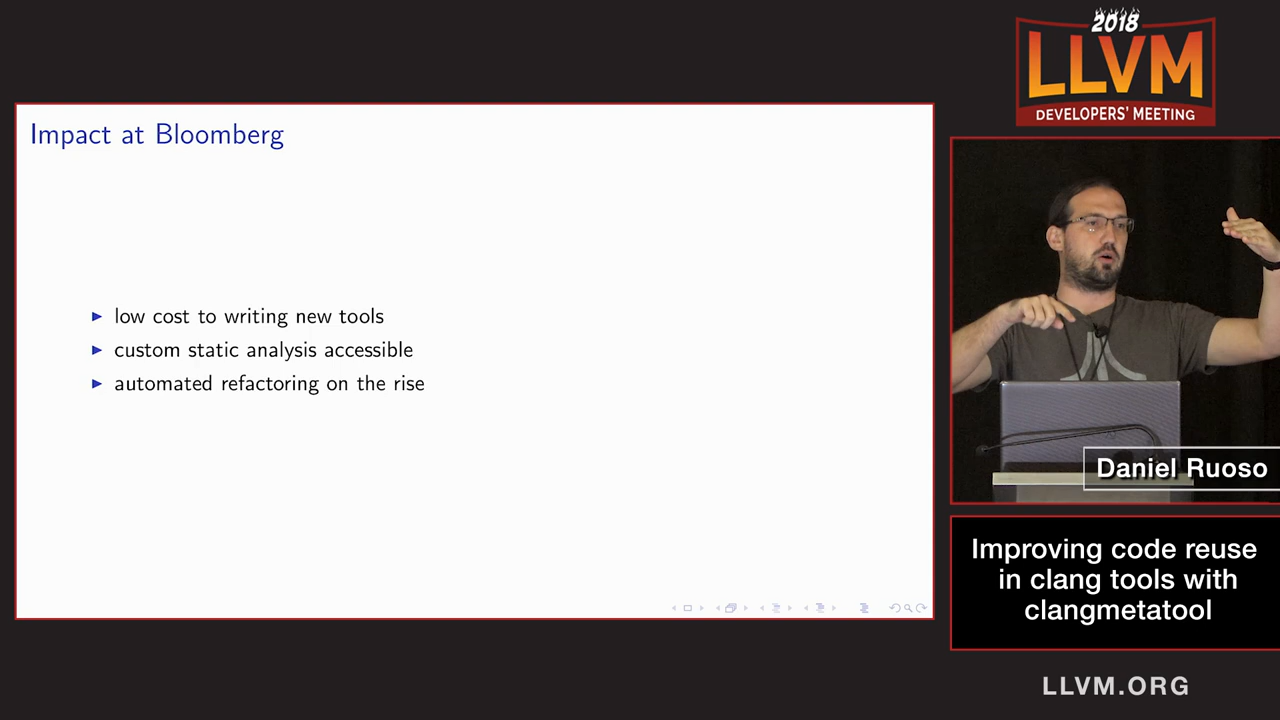 Impact at Bloomberg
low cost to writing new tools
custom static analysis accessible
automated refactoring on the rise
2018
LLVM
DEVELOPERS' MEETING
Daniel Ruoso
Improving code reuse
in clang tools with
clangmetatool
LLVM.ORG